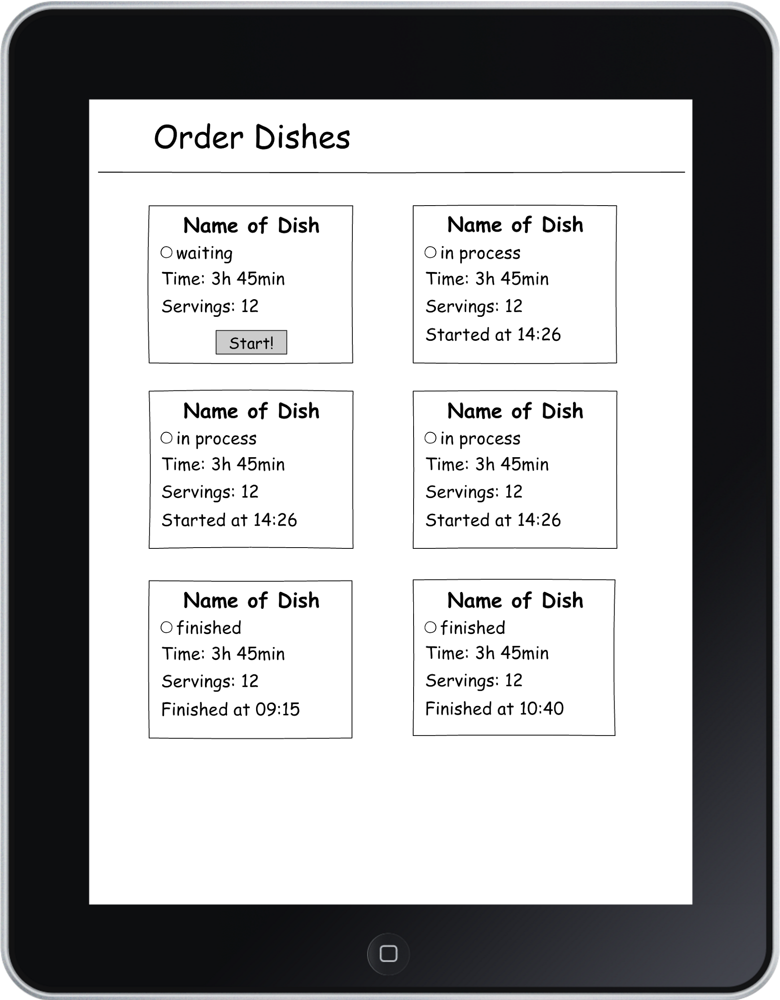 Order Dishes
Name of Dish
waiting
Time: 3h 45min
Servings: 12
Start!
Name of Dish
in process
Time: 3h 45min
Servings: 12
Started at 14:26
Name of Dish
in process
Time: 3h 45min
Servings: 12
Started at 14:26
Name of Dish
in process
Time: 3h 45min
Servings: 12
Started at 14:26
Name of Dish
finished
Time: 3h 45min
Servings: 12
Finished at 09:15
Name of Dish
finished
Time: 3h 45min
Servings: 12
Finished at 10:40